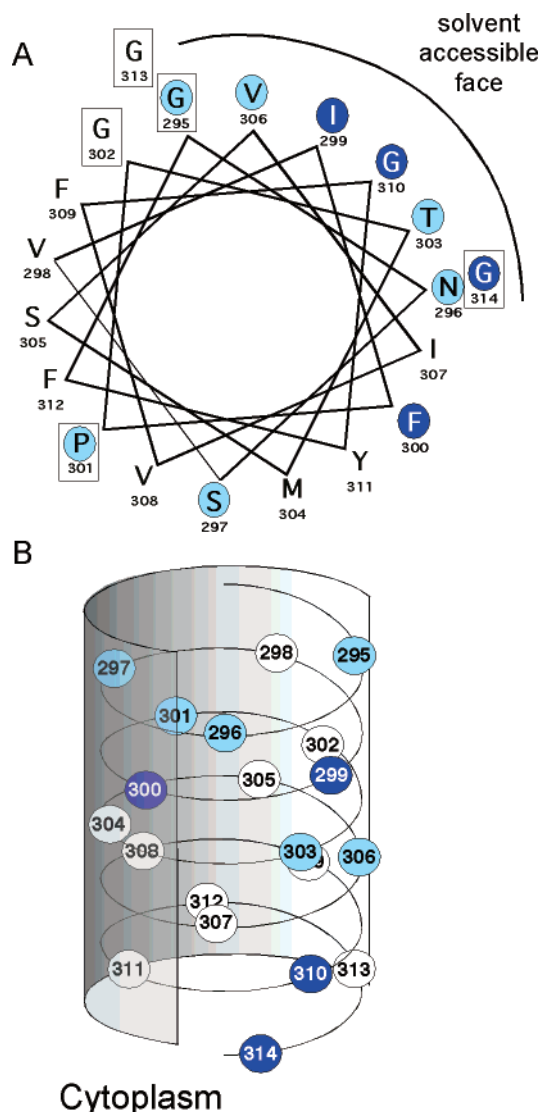 solvent
accessible
face
A
G
313
G
295
V
306
I
299
G
302
G
310
F
309
T
303
V
298
N
296
G
314
S
305
I
307
F
312
F
300
P
301
V
308
S
297
M
304
Y
311
B
297
298
295
301
296
302
299
300
305
304
308
303
306
312
307
311
310
313
314
Cytoplasm